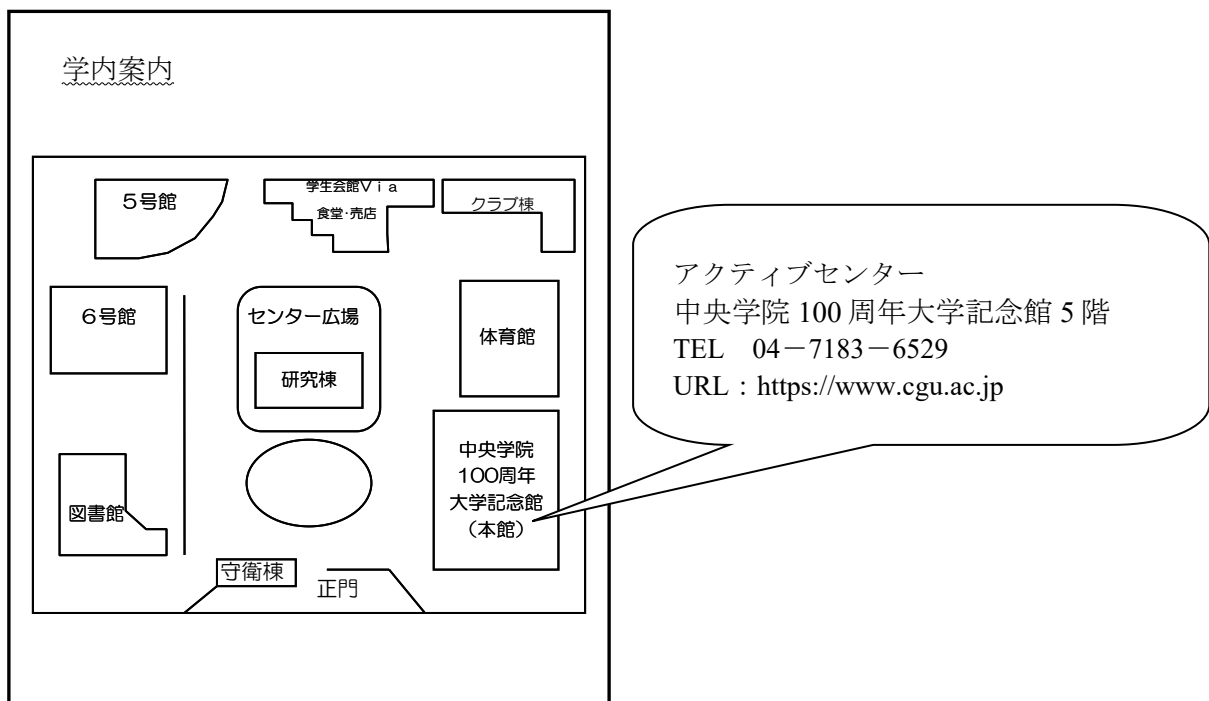 学内案内
5号館
学生会館Ｖｉａ
食堂・売店
クラブ棟
6号館
センター広場
研究棟
体育館
中央学院
100周年
大学記念館
（本館）
図書館
守衛棟
正門
アクティブセンター
中央学院 100 周年大学記念館 5 階
TEL　04－7183－6529
URL：https://www.cgu.ac.jp